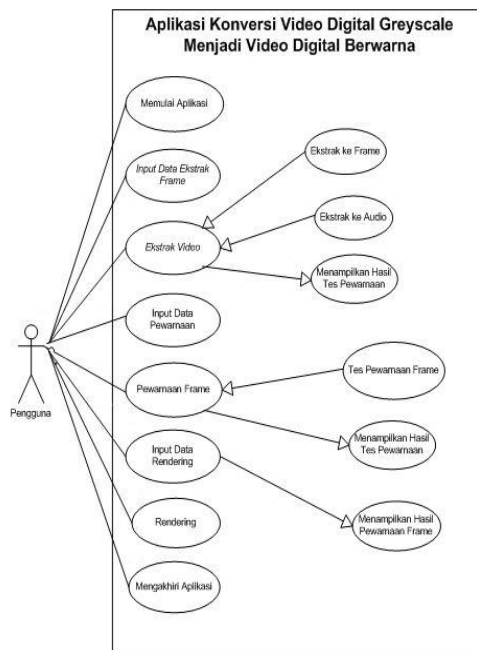 Aplikasi Konversi Video Digital Greyscale
Menjadi Video Digital Berwarna
Memulai Aplikasi
Input Data Ekstrak
Frame
Ekstrak Video
Ekstrak ke Frame
Ekstrak ke Audio
Menampilkan Hasil
Tes Pewarnaan
Input Data
Pewarnaan
Pengguna
Pewarnaan Frame
Tes Pewarnaan Frame
Menampilkan Hasil
Tes Pewarnaan
Input Data
Rendering
Menampilkan Hasil
Pewarnaan Frame
Rendering
Mengakhiri Aplikasi